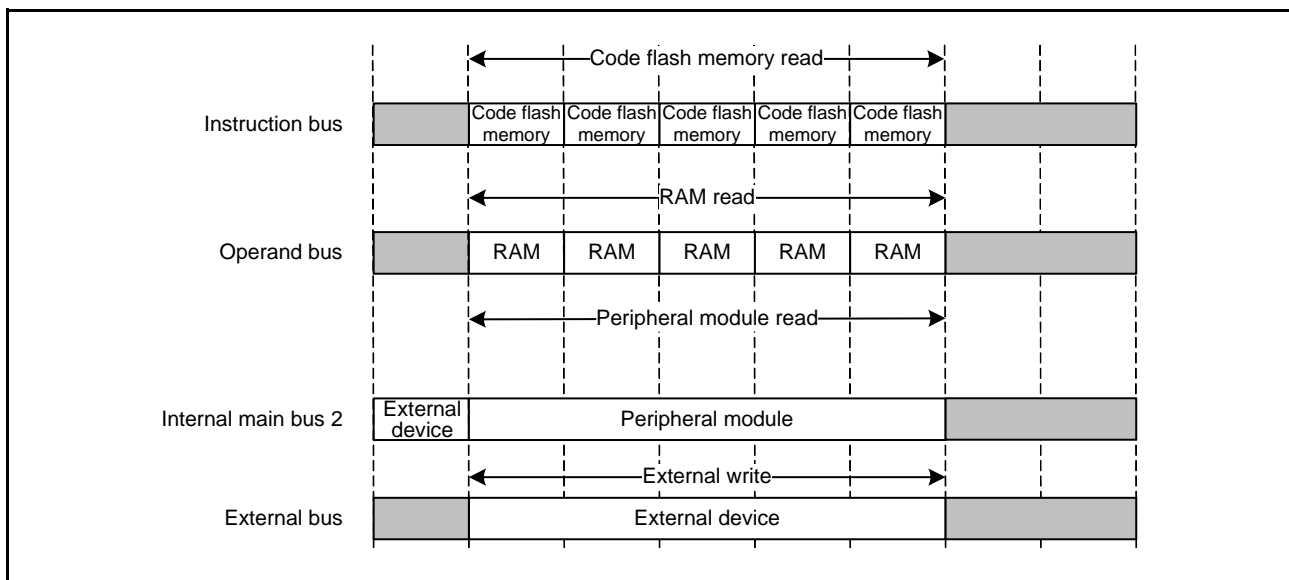 Code flash memory read
Instruction bus
Code flash Code flash Code flash Code flash Code flash
memory memory memory memory memory
RAM read
Operand bus
RAM RAM RAM RAM RAM
Peripheral module read
Internal main bus 2
External
device
Peripheral module
External write
External bus
External device